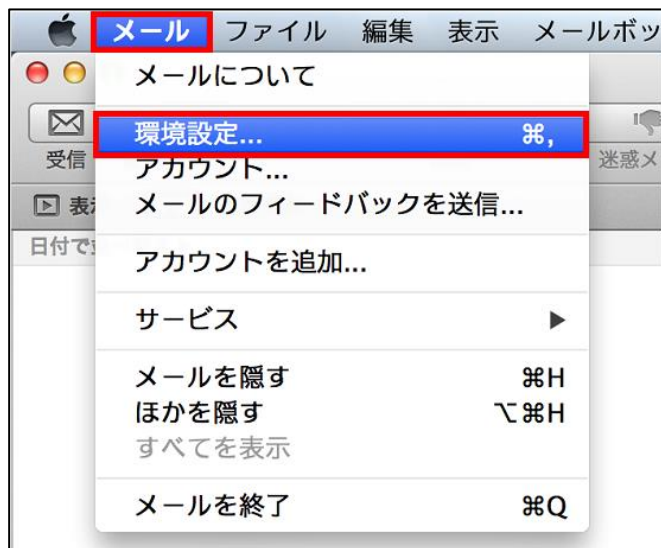 メール ファイル 編集 表示 メールボッ
メールについて
環境設定... ⌘,
受信
迷惑メ
アカウント...
表
メールのフィードバックを送信...
日付で
アカウントを追加...
サービス ▶
メールを隠す ⌘H
ほかを隠す ⌥⌘H
すべてを表示
メールを終了 ⌘Q